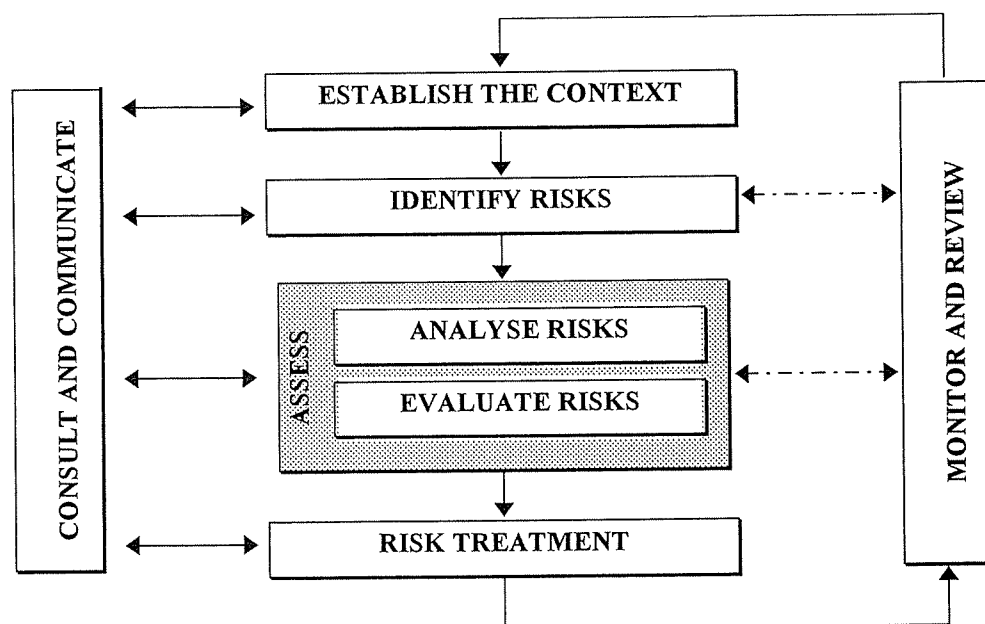 ESTABLISH THE CONTEXT
CONSULT AND COMMUNICATE
IDENTIFY RISKS
ASSESS
ANALYSE RISKS
EVALUATE RISKS
MONITOR AND REVIEW
RISK TREATMENT